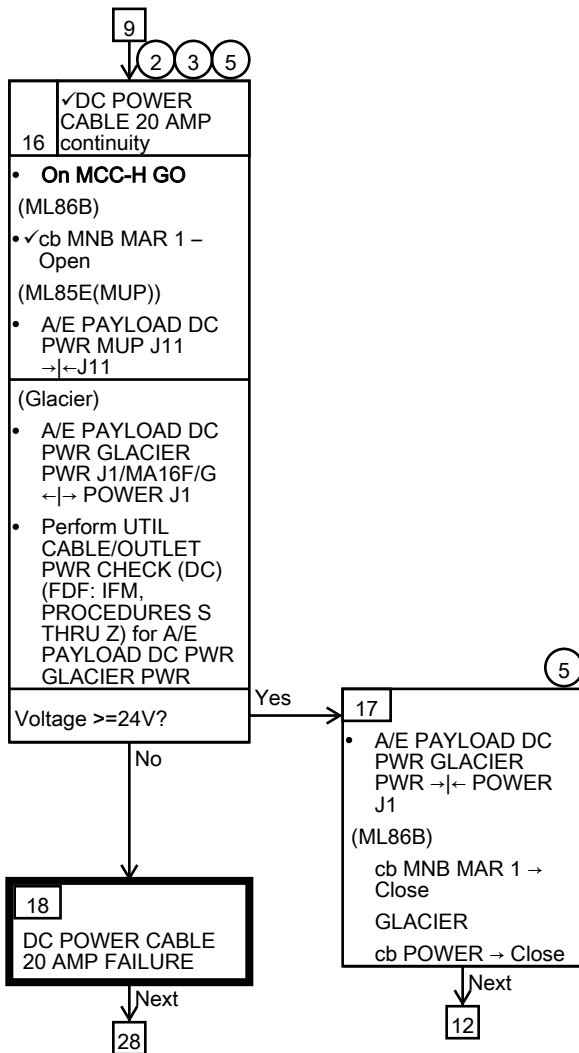 9
2 3 5
16
✓DC POWER
CABLE 20 AMP
continuity
• On MCC-H GO
(ML86B)
• ✓cb MNB MAR 1 –
Open
(ML85E(MUP))
• A/E PAYLOAD DC
PWR MUP J11
→|←J11
(Glacier)
• A/E PAYLOAD DC
PWR GLACIER
PWR J1/MA16F/G
←|→ POWER J1
• Perform UTIL
CABLE/OUTLET
PWR CHECK (DC)
(FDF: IFM,
PROCEDURES S
THRU Z) for A/E
PAYLOAD DC PWR
GLACIER PWR
Voltage >=24V?
Yes
No
5
17
• A/E PAYLOAD DC
PWR GLACIER
PWR →|← POWER
J1
(ML86B)
cb MNB MAR 1 →
Close
GLACIER
cb POWER → Close
Next
12
18
DC POWER CABLE
20 AMP FAILURE
Next
28